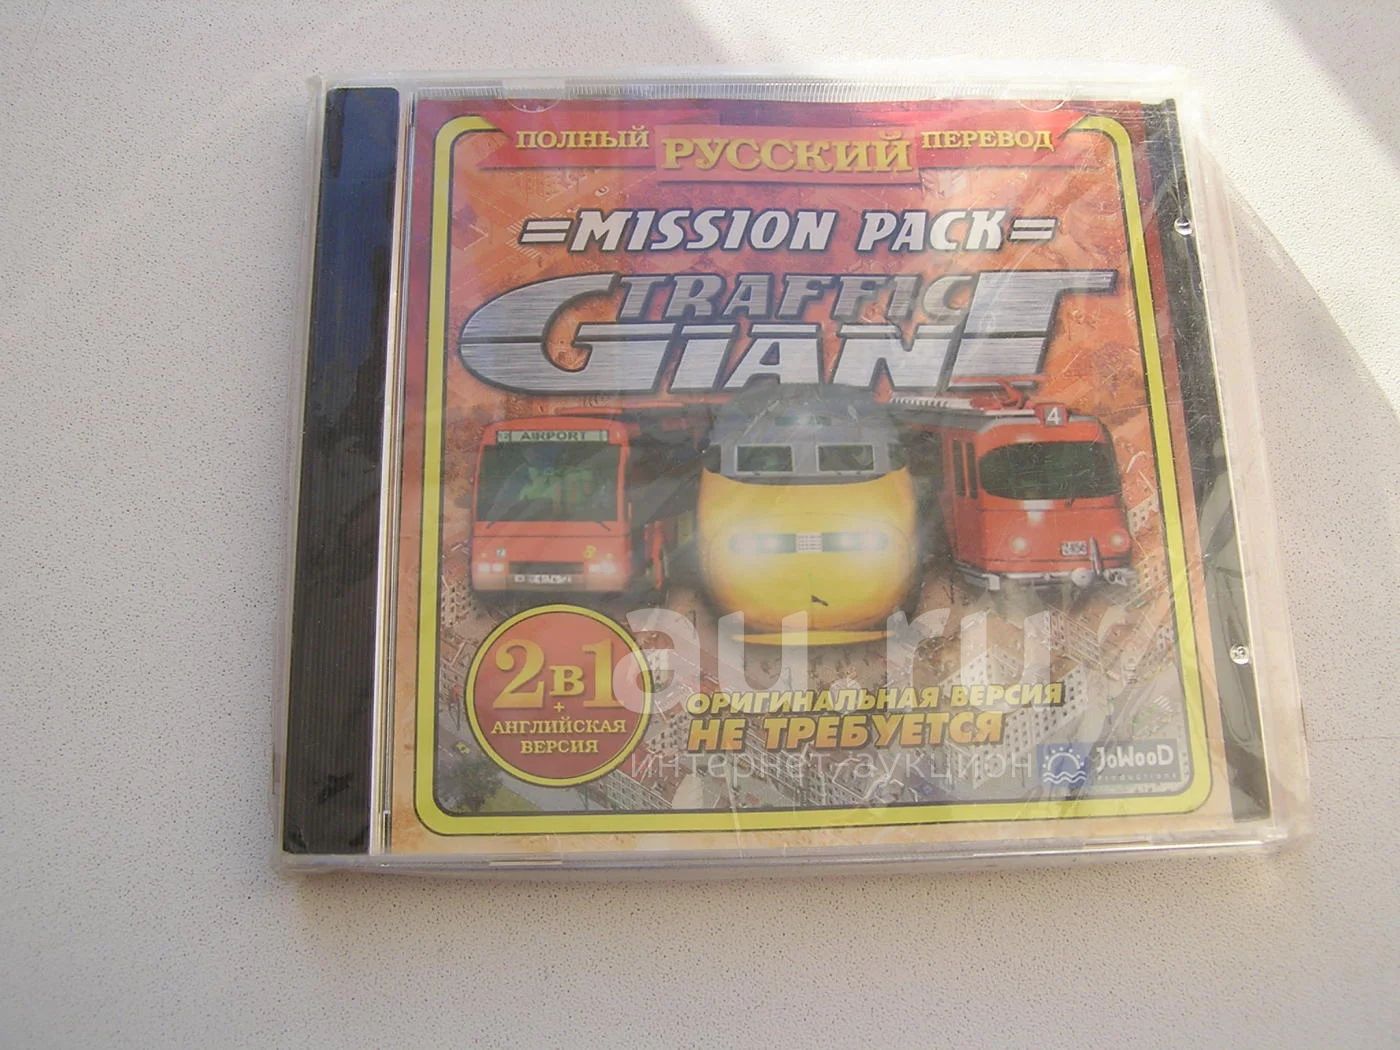 ПОЛНЫЙ РУССКИЙ ПЕРЕВОД
=MISSION PACK=
TRAFFIC
GIANT
AIRPORT
4
2в1
+
АНГЛИЙСКАЯ
ВЕРСИЯ
ОРИГИНАЛЬНАЯ ВЕРСИЯ
НЕ ТРЕБУЕТСЯ
JoWooD
Productions
au.ru
интернет аукцион